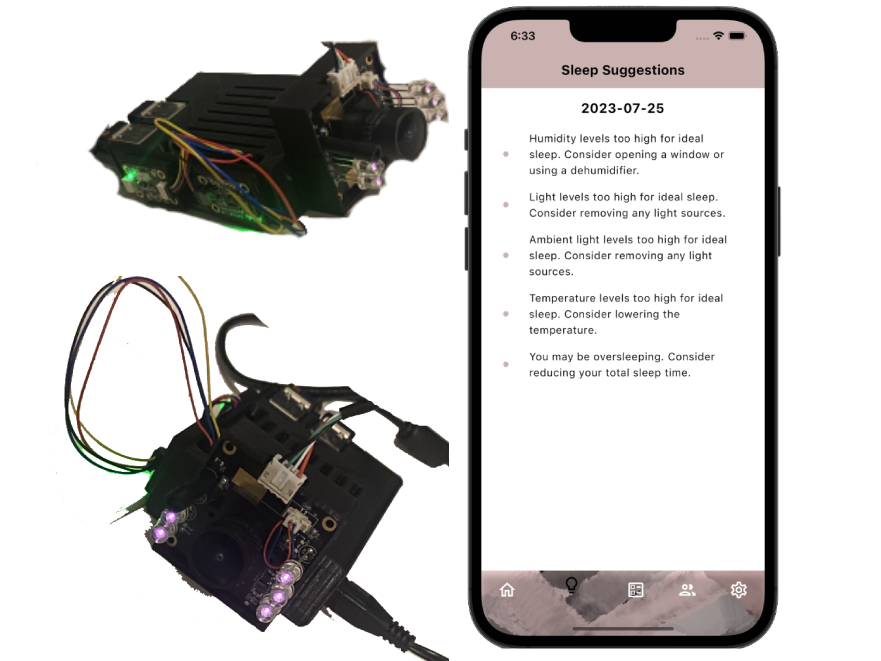 6:33
Sleep Suggestions
2023-07-25
Humidity levels too high for ideal
sleep. Consider opening a window or
using a dehumidifier.
Light levels too high for ideal sleep.
Consider removing any light sources.
Ambient light levels too high for ideal
sleep. Consider removing any light
sources.
Temperature levels too high for ideal
sleep. Consider lowering the
temperature.
You may be oversleeping. Consider
reducing your total sleep time.